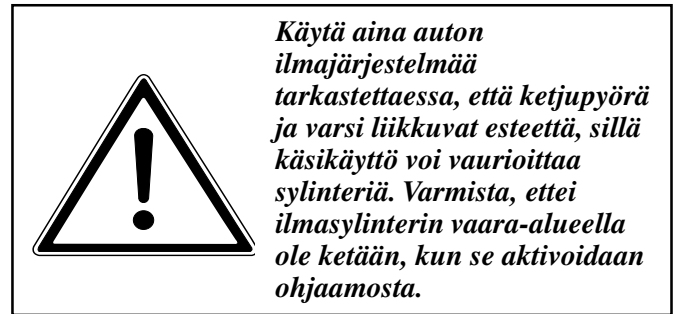 Käytä aina auton
ilmajärjestelmää
tarkastettaessa, että ketjupyörä
ja varsi liikkuvat esteettä, sillä
käsikäyttö voi vaurioittaa
sylinteriä. Varmista, ettei
ilmasylinterin vaara-alueella
ole ketään, kun se aktivoidaan
ohjaamosta.